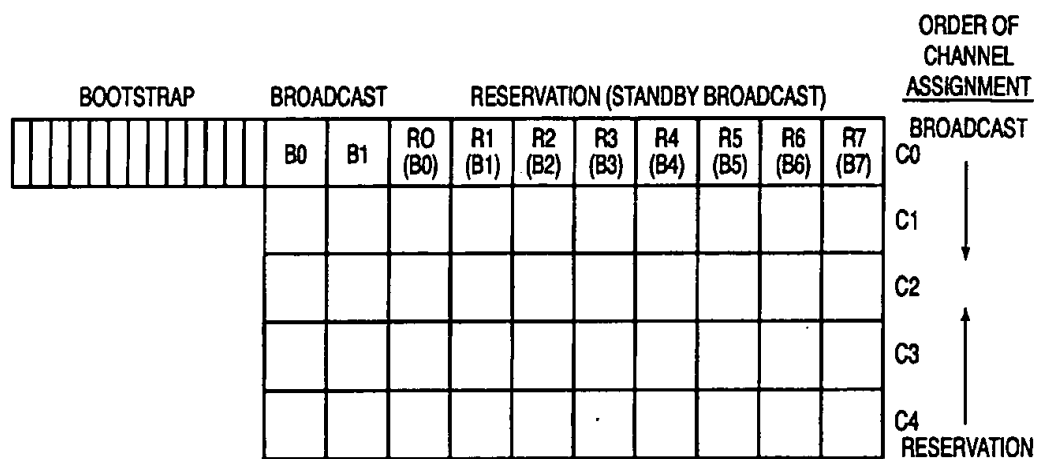 ORDER OF
CHANNEL
ASSIGNMENT
BOOTSTRAP BROADCAST RESERVATION (STANDBY BROADCAST)
BROADCAST
B0 B1 R0 R1 R2 R3 R4 R5 R6 R7
(B0) (B1) (B2) (B3) (B4) (B5) (B6) (B7)
C0
C1
C2
C3
C4
RESERVATION